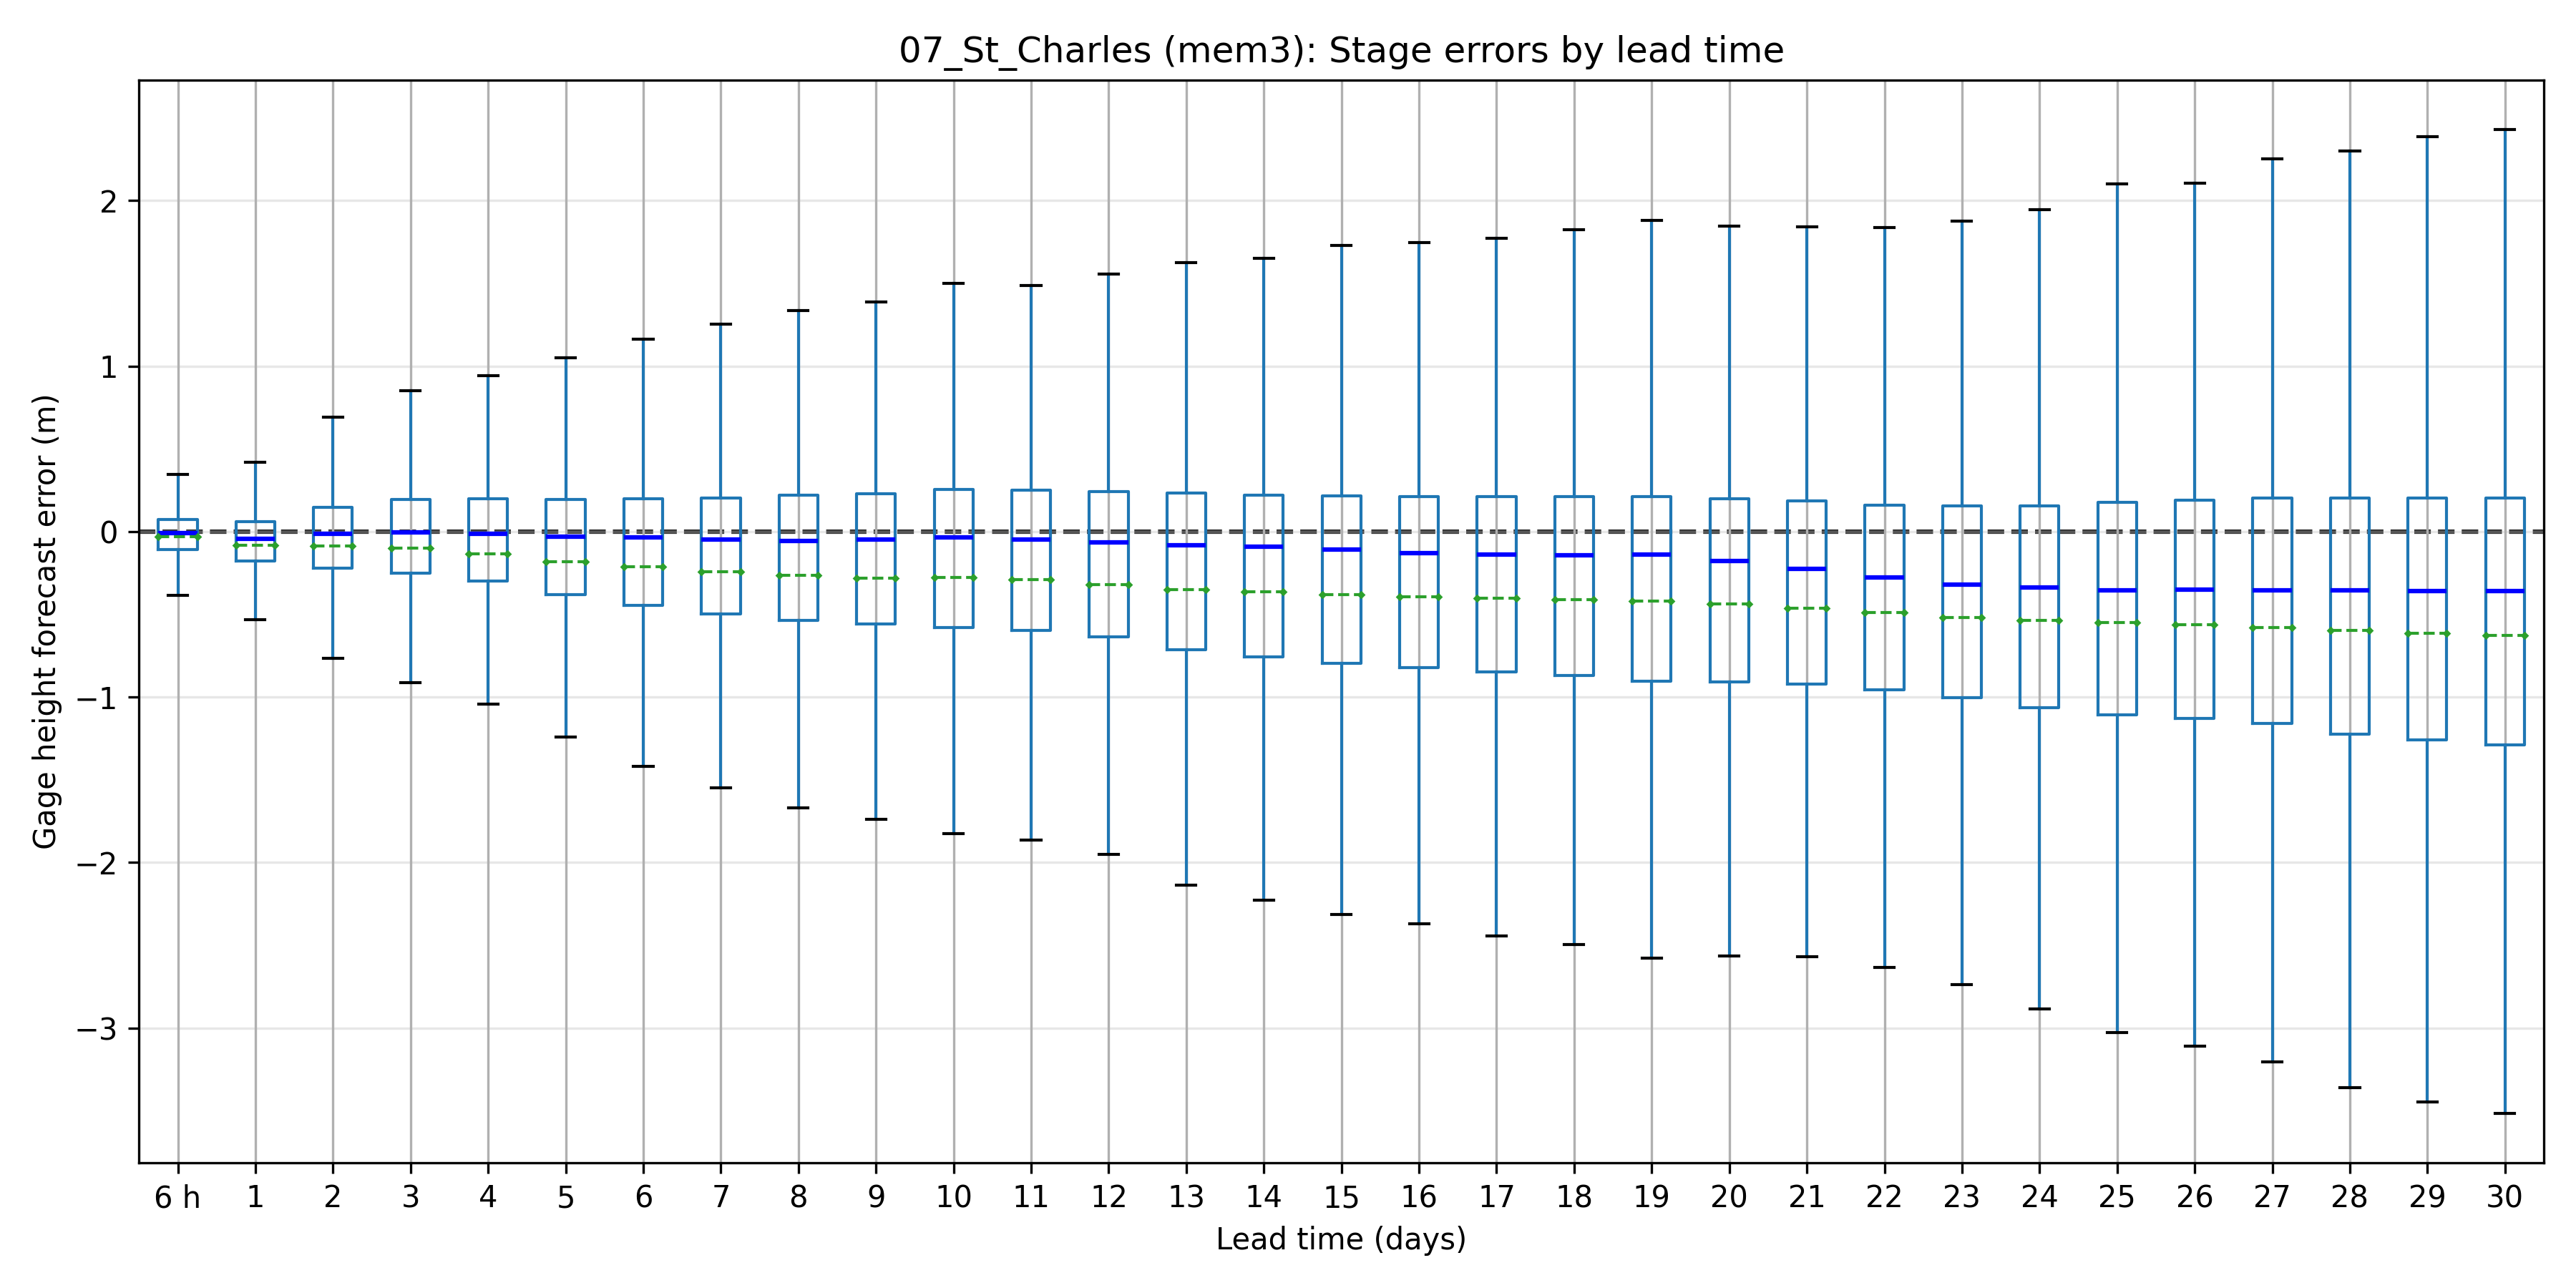 07_St_Charles (mem3): Stage errors by lead time
Gage height forecast error (m)
2
1
0
−1
−2
−3
6 h 1 2 3 4 5 6 7 8 9 10 11 12 13 14 15 16 17 18 19 20 21 22 23 24 25 26 27 28 29 30
Lead time (days)